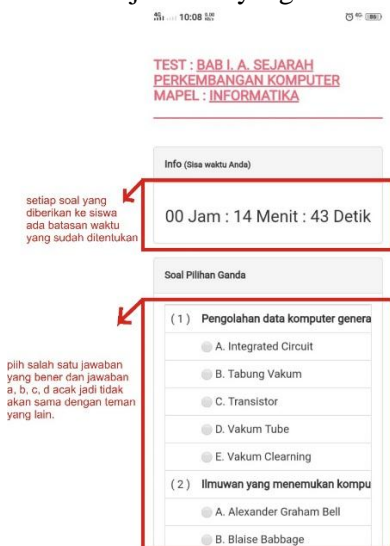 10:08
TEST : BAB I. A. SEJARAH
PERKEMBANGAN KOMPUTER
MAPEL : INFORMATIKA
Info (Sisa waktu Anda)
setiap soal yang
diberikan ke siswa
ada batasan waktu
yang sudah ditentukan
00 Jam : 14 Menit : 43 Detik
Soal Pilihan Ganda
piih salah satu jawaban
yang bener dan jawaban
a, b, c, d acak jadi tidak
akan sama dengan teman
yang lain.
(1) Pengolahan data komputer genera
A. Integrated Circuit
B. Tabung Vakum
C. Transistor
D. Vakum Tube
E. Vakum Clearning
(2) Ilmuwan yang menemukan kompu
A. Alexander Graham Bell
B. Blaise Babbage